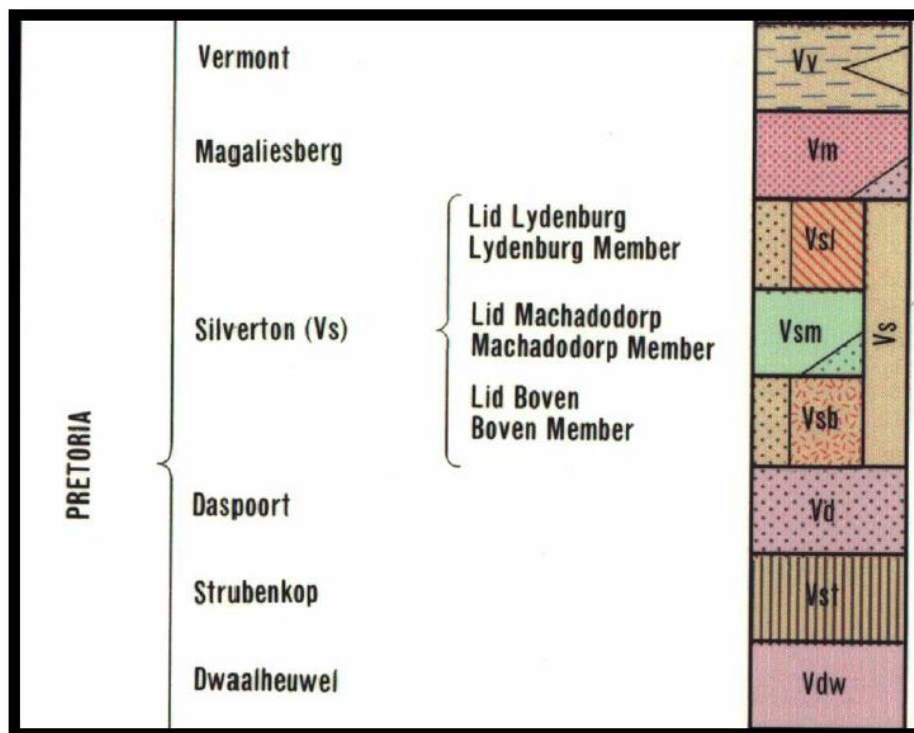 Vermont
Vv
Magaliesberg
Vm
Lid Lydenburg
Lydenburg Member
Vsl
Silverton (Vs)
Lid Machadodorp
Machadodorp Member
Vsm
Vs
Lid Boven
Boven Member
Vsb
PRETORIA
Daspoort
Vd
Strubenkop
Vst
Dwaalheuwel
Vdw